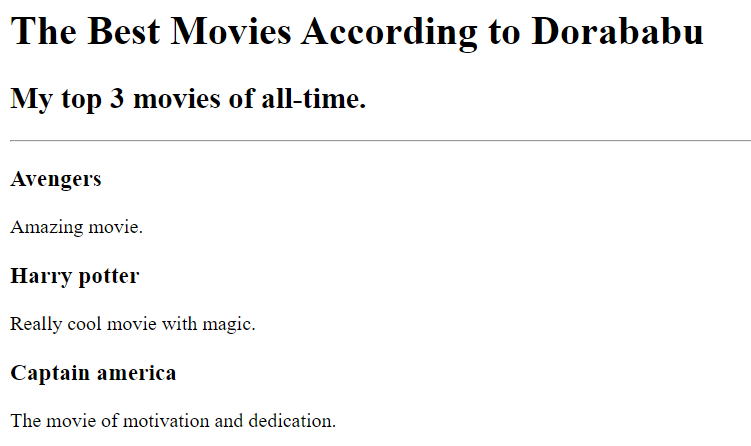 The Best Movies According to Dorababu
My top 3 movies of all-time.
Avengers
Amazing movie.
Harry potter
Really cool movie with magic.
Captain america
The movie of motivation and dedication.